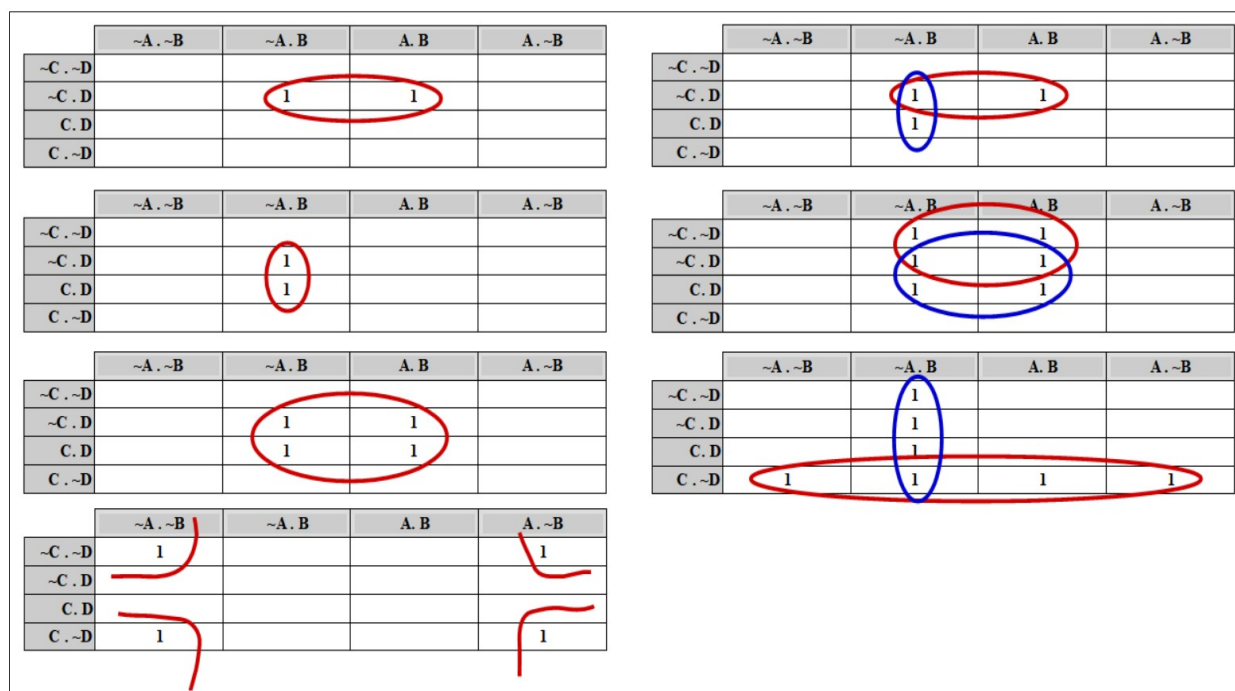 ~A . ~B ~A . B A . B A . ~B
~C . ~D
~C . D 1 1
C . D
C . ~D
~A . ~B ~A . B A . B A . ~B
~C . ~D
~C . D 1 1
C . D 1
C . ~D
~A . ~B ~A . B A . B A . ~B
~C . ~D
~C . D 1
C . D 1
C . ~D
~A . ~B ~A . B A . B A . ~B
~C . ~D 1 1
~C . D 1 1
C . D 1 1
C . ~D
~A . ~B ~A . B A . B A . ~B
~C . ~D
~C . D 1 1
C . D 1 1
C . ~D
~A . ~B ~A . B A . B A . ~B
~C . ~D 1
~C . D 1
C . D 1
C . ~D 1 1 1 1
~A . ~B ~A . B A . B A . ~B
~C . ~D 1 1
~C . D
C . D
C . ~D 1 1